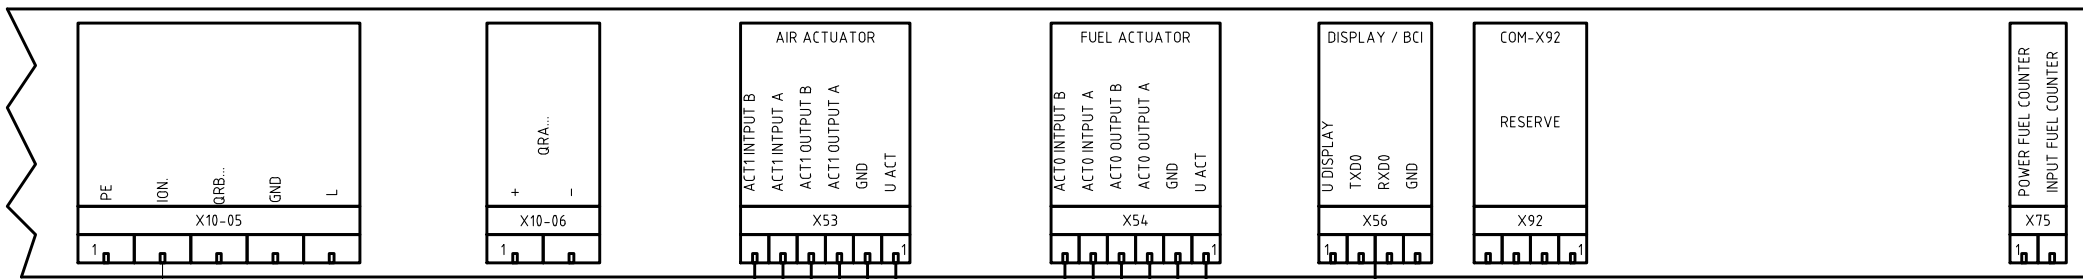 PE
ION.
QRB...
GND
L
X10-05
1
QRA...
+
-
X10-06
1
AIR ACTUATOR
ACT1 INTPUT B
ACT1 INTPUT A
ACT1 OUTPUT B
ACT1 OUTPUT A
GND
U ACT
X53
1
FUEL ACTUATOR
ACT0 INTPUT B
ACT0 INTPUT A
ACT0 OUTPUT B
ACT0 OUTPUT A
GND
U ACT
X54
1
DISPLAY / BCI
U DISPLAY
TXD0
RXD0
GND
X56
1
COM-X92
RESERVE
X92
1
POWER FUEL COUNTER
INPUT FUEL COUNTER
X75
1